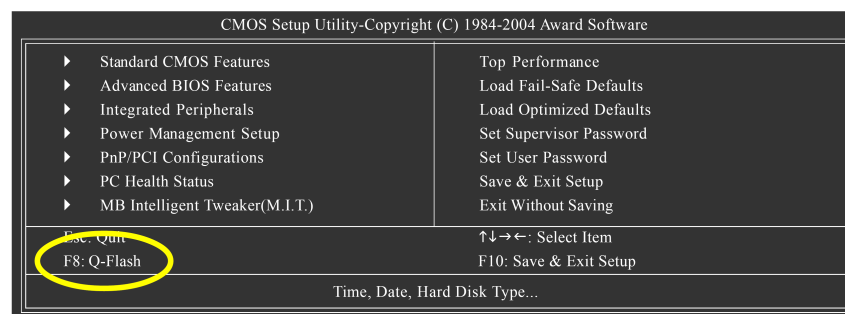 CMOS Setup Utility-Copyright (C) 1984-2004 Award Software
▶ Standard CMOS Features
▶ Advanced BIOS Features
▶ Integrated Peripherals
▶ Power Management Setup
▶ PnP/PCI Configurations
▶ PC Health Status
▶ MB Intelligent Tweaker(M.I.T.)
Top Performance
Load Fail-Safe Defaults
Load Optimized Defaults
Set Supervisor Password
Set User Password
Save & Exit Setup
Exit Without Saving
Esc: Quit
↑↓→←: Select Item
F8: Q-Flash
F10: Save & Exit Setup
Time, Date, Hard Disk Type...